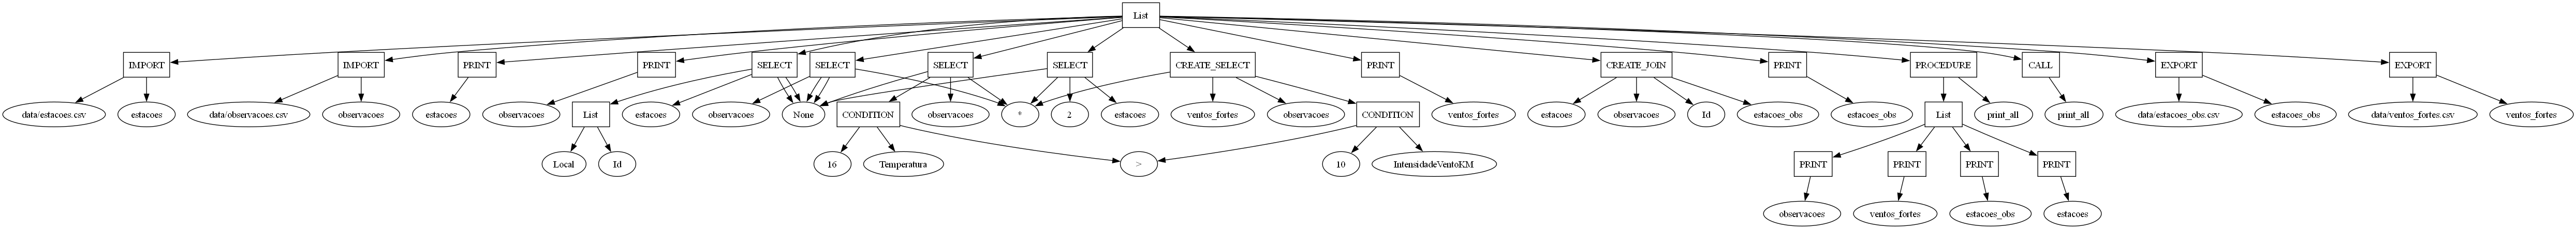 List
IMPORT
IMPORT
PRINT
PRINT
SELECT
SELECT
SELECT
SELECT
CREATE_SELECT
PRINT
CREATE_JOIN
PRINT
PROCEDURE
CALL
EXPORT
EXPORT
data/estacoes.csv
estacoes
data/observacoes.csv
observacoes
estacoes
observacoes
List
estacoes
observacoes
None
CONDITION
observacoes
*
2
estacoes
ventos_fortes
observacoes
CONDITION
ventos_fortes
estacoes
observacoes
Id
estacoes_obs
estacoes_obs
List
print_all
print_all
data/estacoes_obs.csv
estacoes_obs
data/ventos_fortes.csv
ventos_fortes
Local
Id
16
Temperatura
>
10
IntensidadeVentoKM
PRINT
PRINT
PRINT
PRINT
observacoes
ventos_fortes
estacoes_obs
estacoes